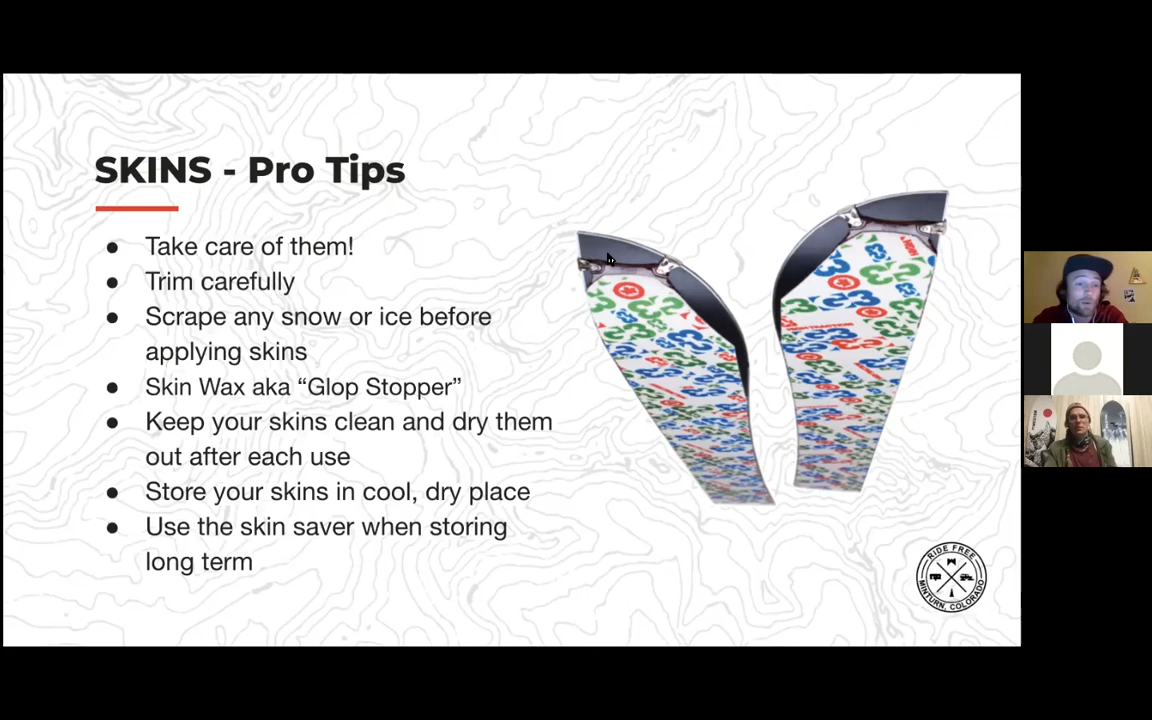 SKINS - Pro Tips
● Take care of them!
● Trim carefully
● Scrape any snow or ice before
applying skins
● Skin Wax aka “Glop Stopper”
● Keep your skins clean and dry them
out after each use
● Store your skins in cool, dry place
● Use the skin saver when storing
long term
RIDE FREE
MINTURN, COLORADO